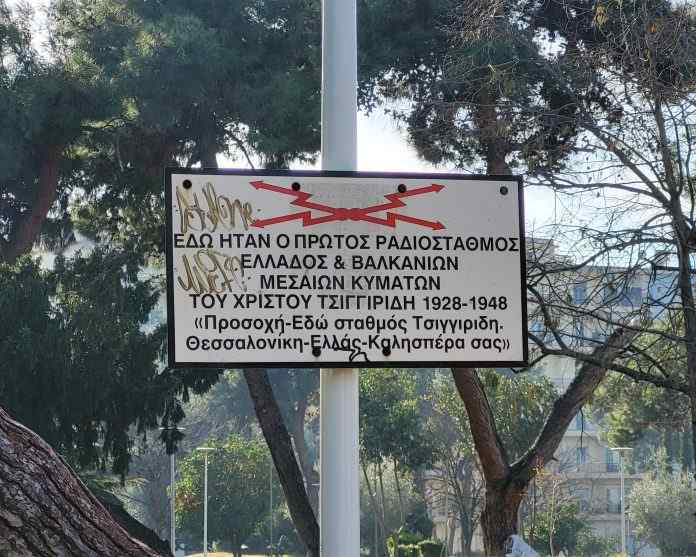 ΕΔΩ ΗΤΑΝ Ο ΠΡΩΤΟΣ ΡΑΔΙΟΣΤΑΘΜΟΣ
ΕΛΛΑΔΟΣ & ΒΑΛΚΑΝΙΩΝ
ΜΕΣΑΙΩΝ ΚΥΜΑΤΩΝ
ΤΟΥ ΧΡΙΣΤΟΥ ΤΣΙΓΓΙΡΙΔΗ 1928-1948
«Προσοχή-Εδώ σταθμός Τσιγγιριδη.
Θεσσαλονίκη-Ελλάς-Καλησπέρα σας»